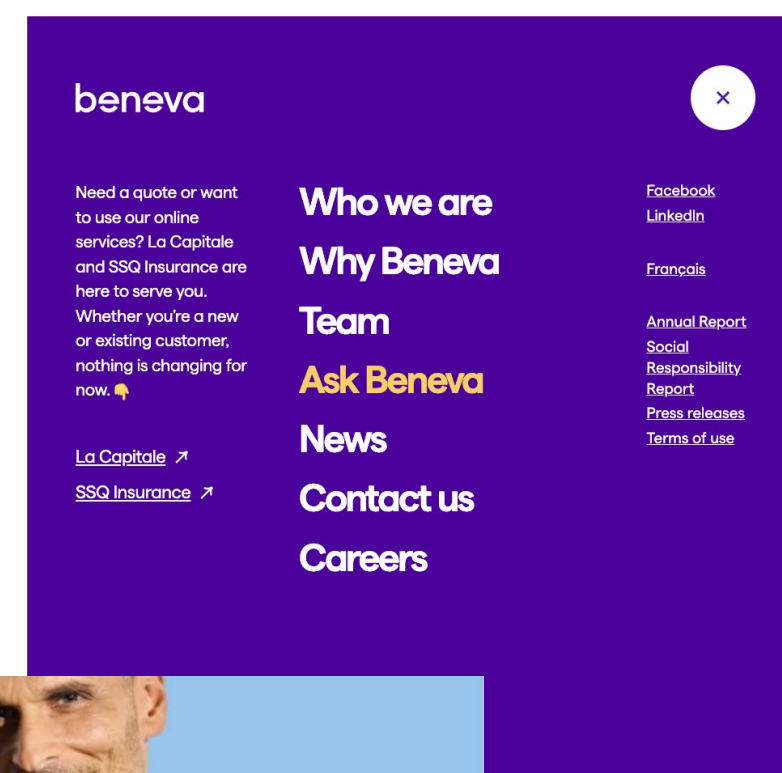 beneva
Need a quote or want
to use our online
services? La Capitale
and SSQ Insurance are
here to serve you.
Whether you're a new
or existing customer,
nothing is changing for
now. 👇
La Capitale ↗
SSQ Insurance ↗
Who we are
Why Beneva
Team
Ask Beneva
News
Contact us
Careers
Facebook
LinkedIn
Français
Annual Report
Social
Responsibility
Report
Press releases
Terms of use